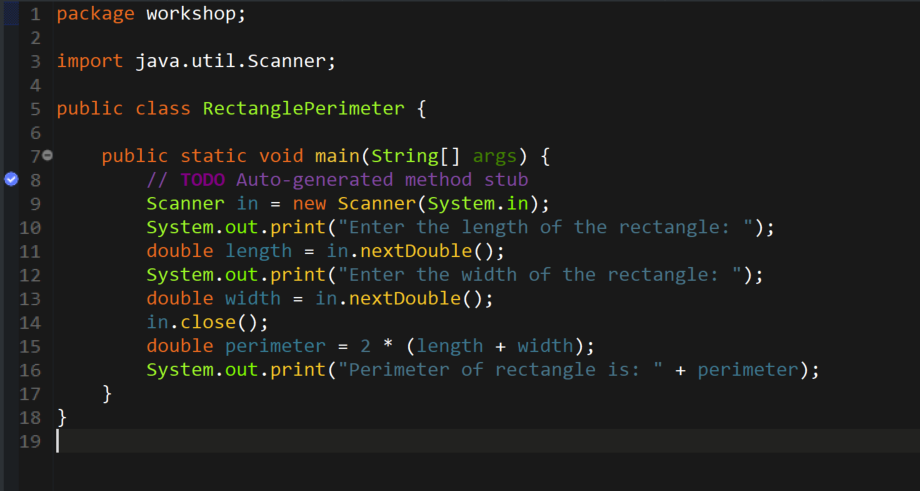 1 package workshop;
2
3 import java.util.Scanner;
4
5 public class RectanglePerimeter {
6
7 public static void main(String[] args) {
8 // TODO Auto-generated method stub
9 Scanner in = new Scanner(System.in);
10 System.out.print("Enter the length of the rectangle: ");
11 double length = in.nextDouble();
12 System.out.print("Enter the width of the rectangle: ");
13 double width = in.nextDouble();
14 in.close();
15 double perimeter = 2 * (length + width);
16 System.out.print("Perimeter of rectangle is: " + perimeter);
17 }
18 }
19